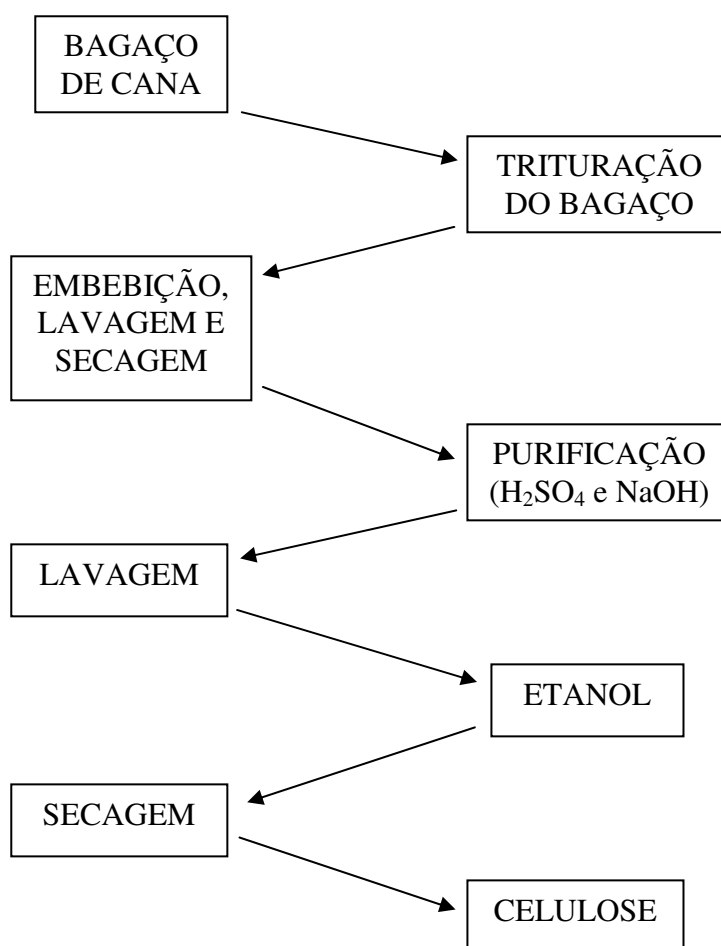 BAGAÇO
DE CANA
TRITURAÇÃO
DO BAGAÇO
EMBEBIÇÃO,
LAVAGEM E
SECAGEM
PURIFICAÇÃO
(H₂SO₄ e NaOH)
LAVAGEM
ETANOL
SECAGEM
CELULOSE